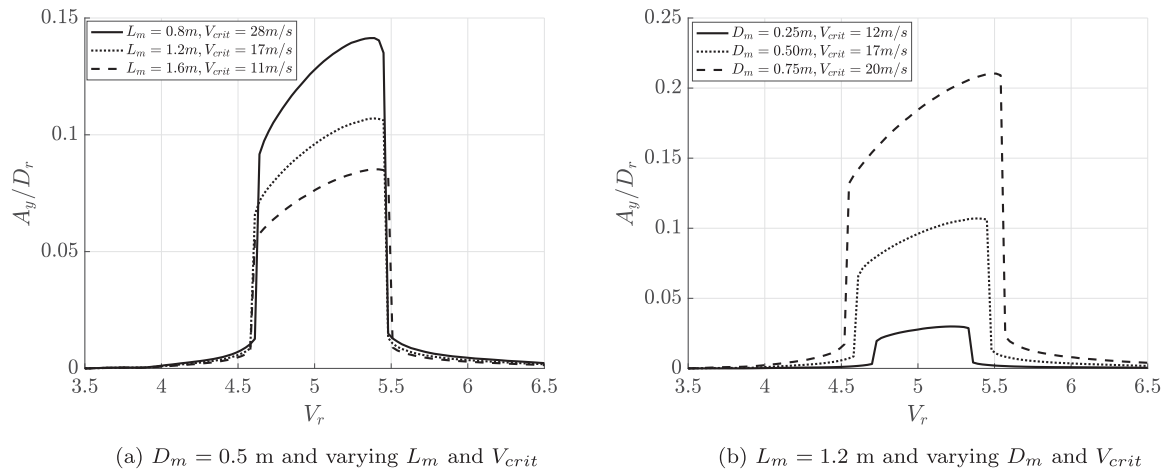 0.15
0.1
0.05
0
A_y/D_r
L_m = 0.8m, V_crit = 28m/s
L_m = 1.2m, V_crit = 17m/s
L_m = 1.6m, V_crit = 11m/s
3.5 4 4.5 5 5.5 6 6.5
V_r
(a) D_m = 0.5 m and varying L_m and V_crit
0.25
0.2
0.15
0.1
0.05
0
A_y/D_r
D_m = 0.25m, V_crit = 12m/s
D_m = 0.50m, V_crit = 17m/s
D_m = 0.75m, V_crit = 20m/s
3.5 4 4.5 5 5.5 6 6.5
V_r
(b) L_m = 1.2 m and varying D_m and V_crit